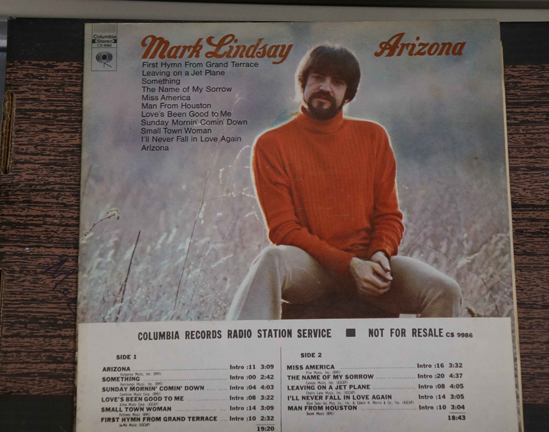 Columbia
Stereo
CS 9986
Mark Lindsay
Arizona
First Hymn From Grand Terrace
Leaving on a Jet Plane
Something
The Name of My Sorrow
Miss America
Man From Houston
Love's Been Good to Me
Sunday Mornin' Comin' Down
Small Town Woman
I'll Never Fall in Love Again
Arizona
COLUMBIA RECORDS RADIO STATION SERVICE ■ NOT FOR RESALE CS 9986
SIDE 1
ARIZONA Intro :11 3:09
SOMETHING Intro :00 2:42
SUNDAY MORNIN' COMIN' DOWN Intro :04 4:03
LOVE'S BEEN GOOD TO ME Intro :08 3:22
SMALL TOWN WOMAN Intro :14 3:09
FIRST HYMN FROM GRAND TERRACE Intro :10 2:32
19:20
SIDE 2
MISS AMERICA Intro :16 3:32
THE NAME OF MY SORROW Intro :20 4:37
LEAVING ON A JET PLANE Intro :08 4:05
I'LL NEVER FALL IN LOVE AGAIN Intro :14 3:05
MAN FROM HOUSTON Intro :10 3:04
18:43